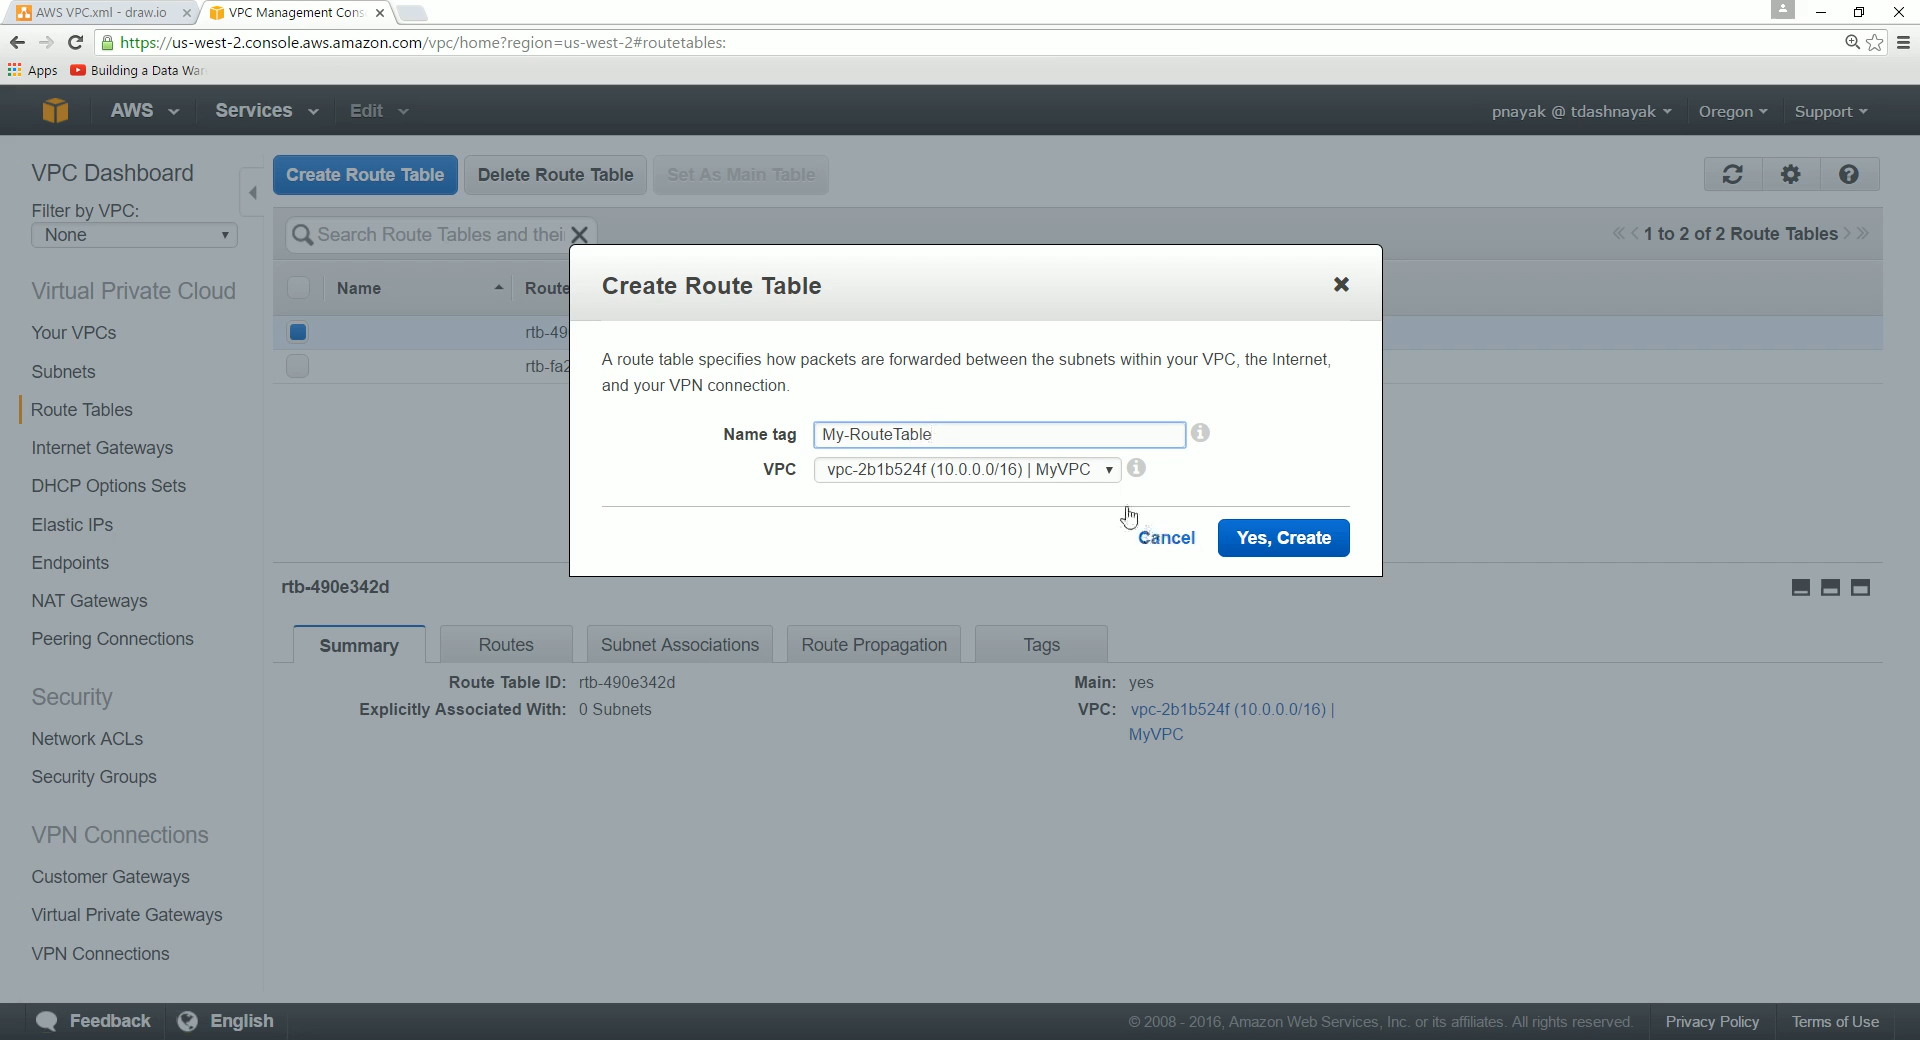 AWS VPC.xml - draw.io
VPC Management Cons
https://us-west-2.console.aws.amazon.com/vpc/home?region=us-west-2#routetables:
Apps
Building a Data War
AWS
Services
Edit
pnayak @ tdashnayak
Oregon
Support
VPC Dashboard
Filter by VPC:
None
Create Route Table
Delete Route Table
Set As Main Table
Search Route Tables and thei
1 to 2 of 2 Route Tables
Name
Route
rtb-49
rtb-fa2
Virtual Private Cloud
Your VPCs
Subnets
Route Tables
Internet Gateways
DHCP Options Sets
Elastic IPs
Endpoints
NAT Gateways
Peering Connections
Security
Network ACLs
Security Groups
VPN Connections
Customer Gateways
Virtual Private Gateways
VPN Connections
Create Route Table
A route table specifies how packets are forwarded between the subnets within your VPC, the Internet,
and your VPN connection.
Name tag
My-RouteTable
VPC
vpc-2b1b524f (10.0.0.0/16) | MyVPC
Cancel
Yes, Create
rtb-490e342d
Summary
Routes
Subnet Associations
Route Propagation
Tags
Route Table ID: rtb-490e342d
Explicitly Associated With: 0 Subnets
Main: yes
VPC: vpc-2b1b524f (10.0.0.0/16) |
MyVPC
Feedback
English
© 2008 - 2016, Amazon Web Services, Inc. or its affiliates. All rights reserved.
Privacy Policy
Terms of Use